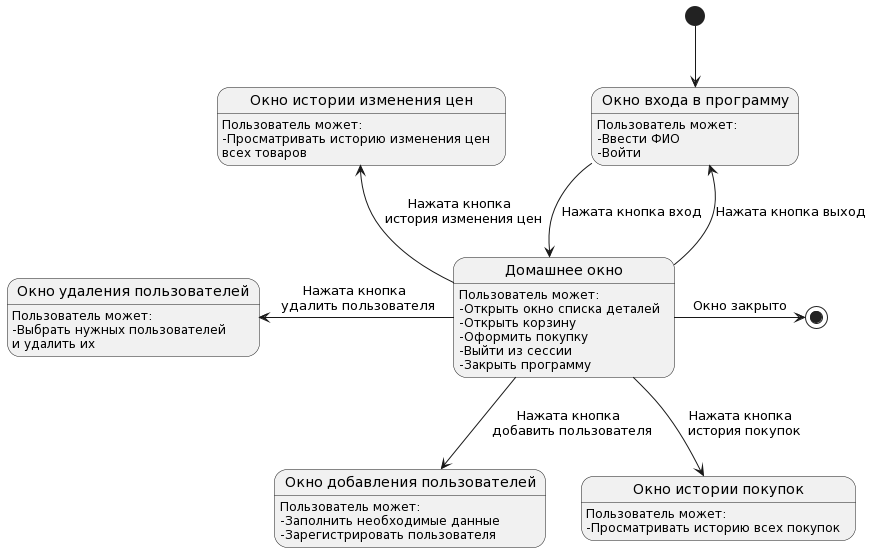 Окно истории изменения цен
Пользователь может:
-Просматривать историю изменения цен
всех товаров
Окно входа в программу
Пользователь может:
-Ввести ФИО
-Войти
Нажата кнопка
история изменения цен
Нажата кнопка вход
Нажата кнопка выход
Окно удаления пользователей
Пользователь может:
-Выбрать нужных пользователей
и удалить их
Нажата кнопка
удалить пользователя
Домашнее окно
Пользователь может:
-Открыть окно списка деталей
-Открыть корзину
-Оформить покупку
-Выйти из сессии
-Закрыть программу
Окно закрыто
Нажата кнопка
добавить пользователя
Нажата кнопка
история покупок
Окно добавления пользователей
Пользователь может:
-Заполнить необходимые данные
-Зарегистрировать пользователя
Окно истории покупок
Пользователь может:
-Просматривать историю всех покупок